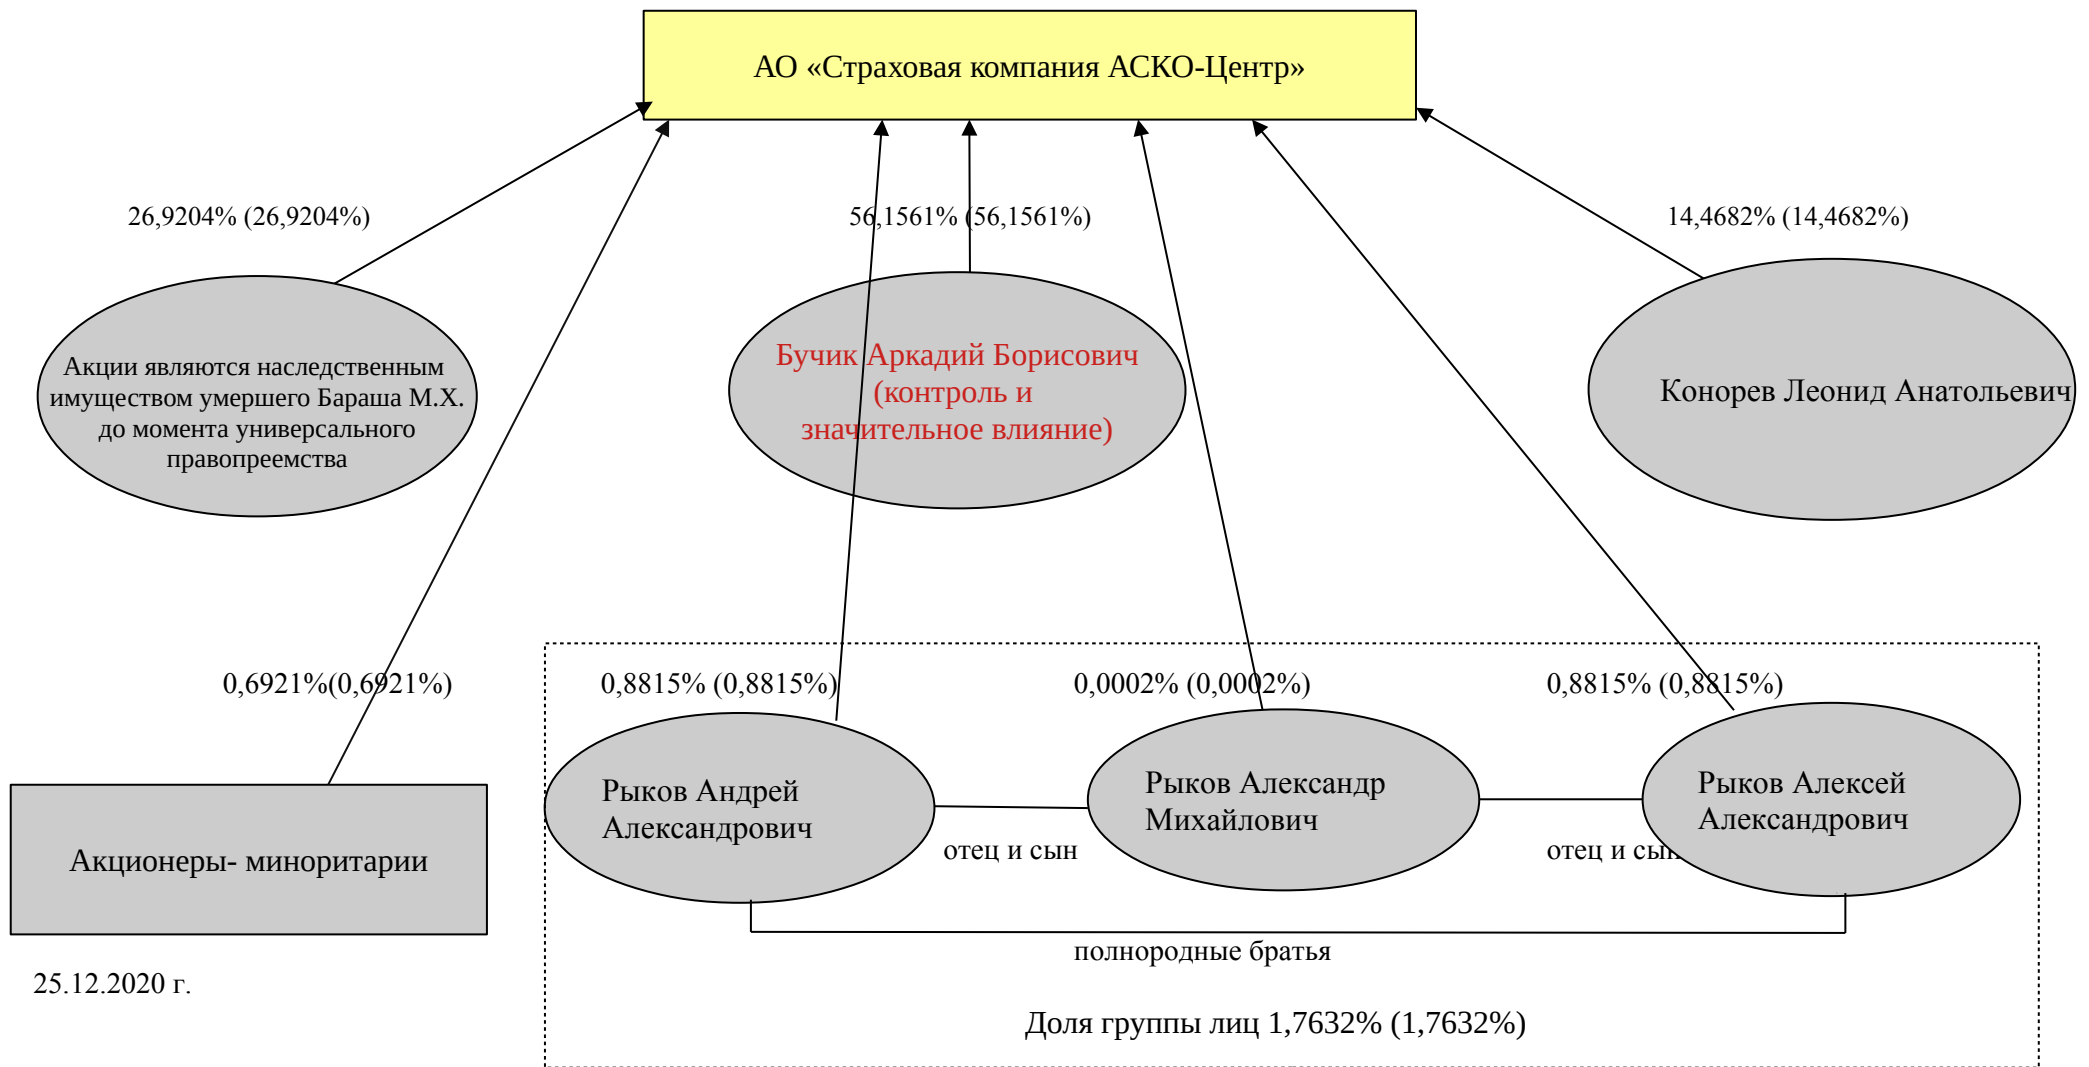 АО «Страховая компания АСКО-Центр»
26,9204% (26,9204%)
56,1561% (56,1561%)
14,4682% (14,4682%)
Акции являются наследственным
имуществом умершего Бараша М.Х.
до момента универсального
правопреемства
Бучик Аркадий Борисович
(контроль и
значительное влияние)
Конорев Леонид Анатольевич
0,6921%(0,6921%)
0,8815% (0,8815%)
0,0002% (0,0002%)
0,8815% (0,8815%)
Акционеры- миноритарии
Рыков Андрей
Александрович
Рыков Александр
Михайлович
Рыков Алексей
Александрович
отец и сын
отец и сын
полнородные братья
25.12.2020 г.
Доля группы лиц 1,7632% (1,7632%)